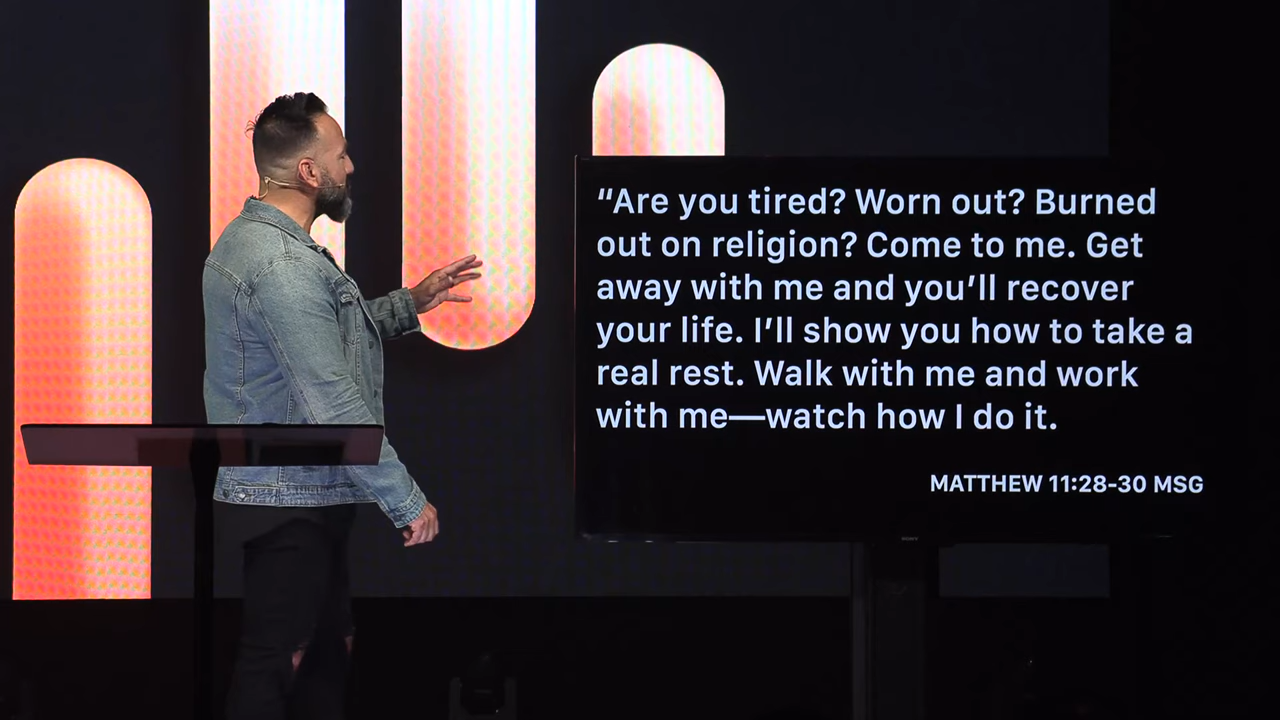 “Are you tired? Worn out? Burned
out on religion? Come to me. Get
away with me and you’ll recover
your life. I’ll show you how to take a
real rest. Walk with me and work
with me—watch how I do it.
MATTHEW 11:28-30 MSG
SONY